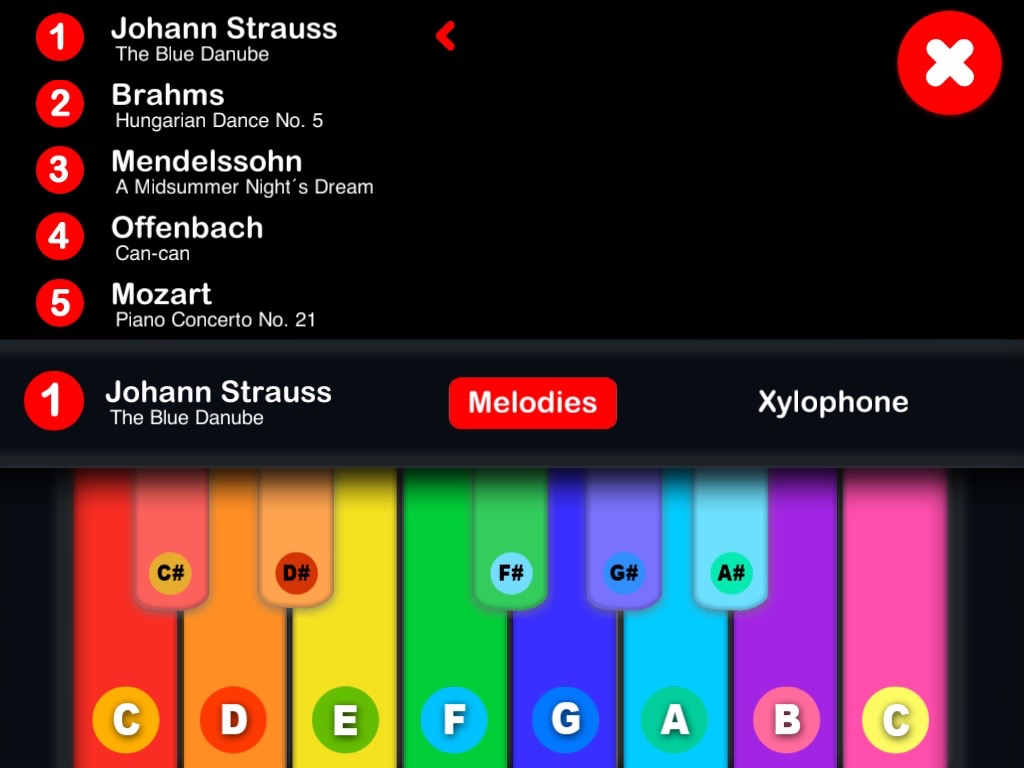 1 Johann Strauss
The Blue Danube
2 Brahms
Hungarian Dance No. 5
3 Mendelssohn
A Midsummer Night´s Dream
4 Offenbach
Can-can
5 Mozart
Piano Concerto No. 21
1 Johann Strauss
The Blue Danube
Melodies
Xylophone
C# D# F# G# A#
C D E F G A B C